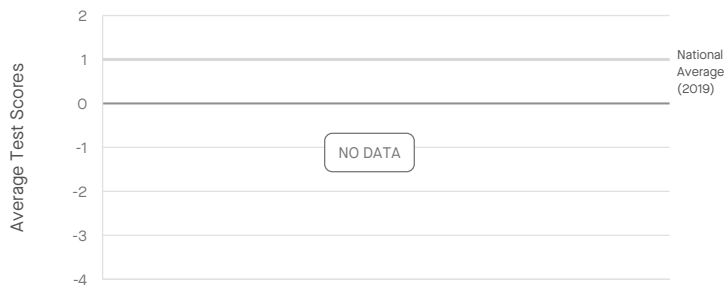 2
1
National
Average
(2019)
0
Average Test Scores
-1
NO DATA
-2
-3
-4